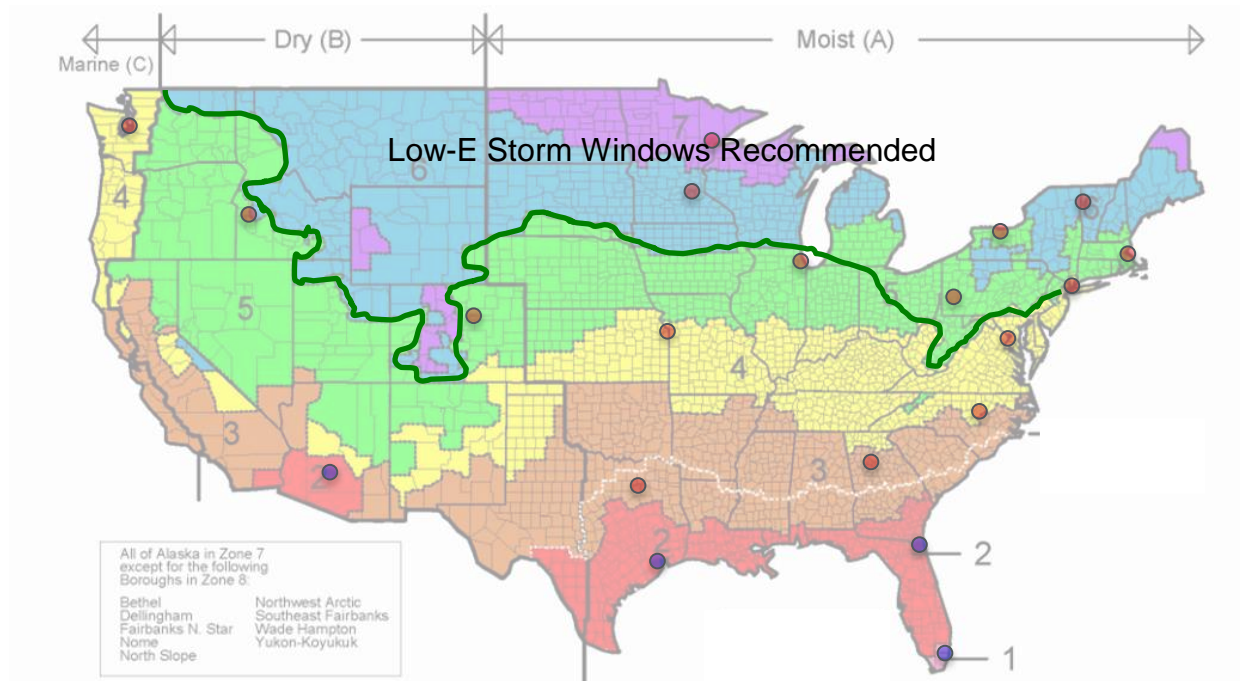 Dry (B)
Moist (A)
Marine (C)
7
Low-E Storm Windows Recommended
6
4
6
5
5
4
3
3
2
2
2
1
All of Alaska in Zone 7
except for the following
Boroughs in Zone 8:
Bethel Northwest Arctic
Dellingham Southeast Fairbanks
Fairbanks N. Star Wade Hampton
Nome Yukon-Koyukuk
North Slope